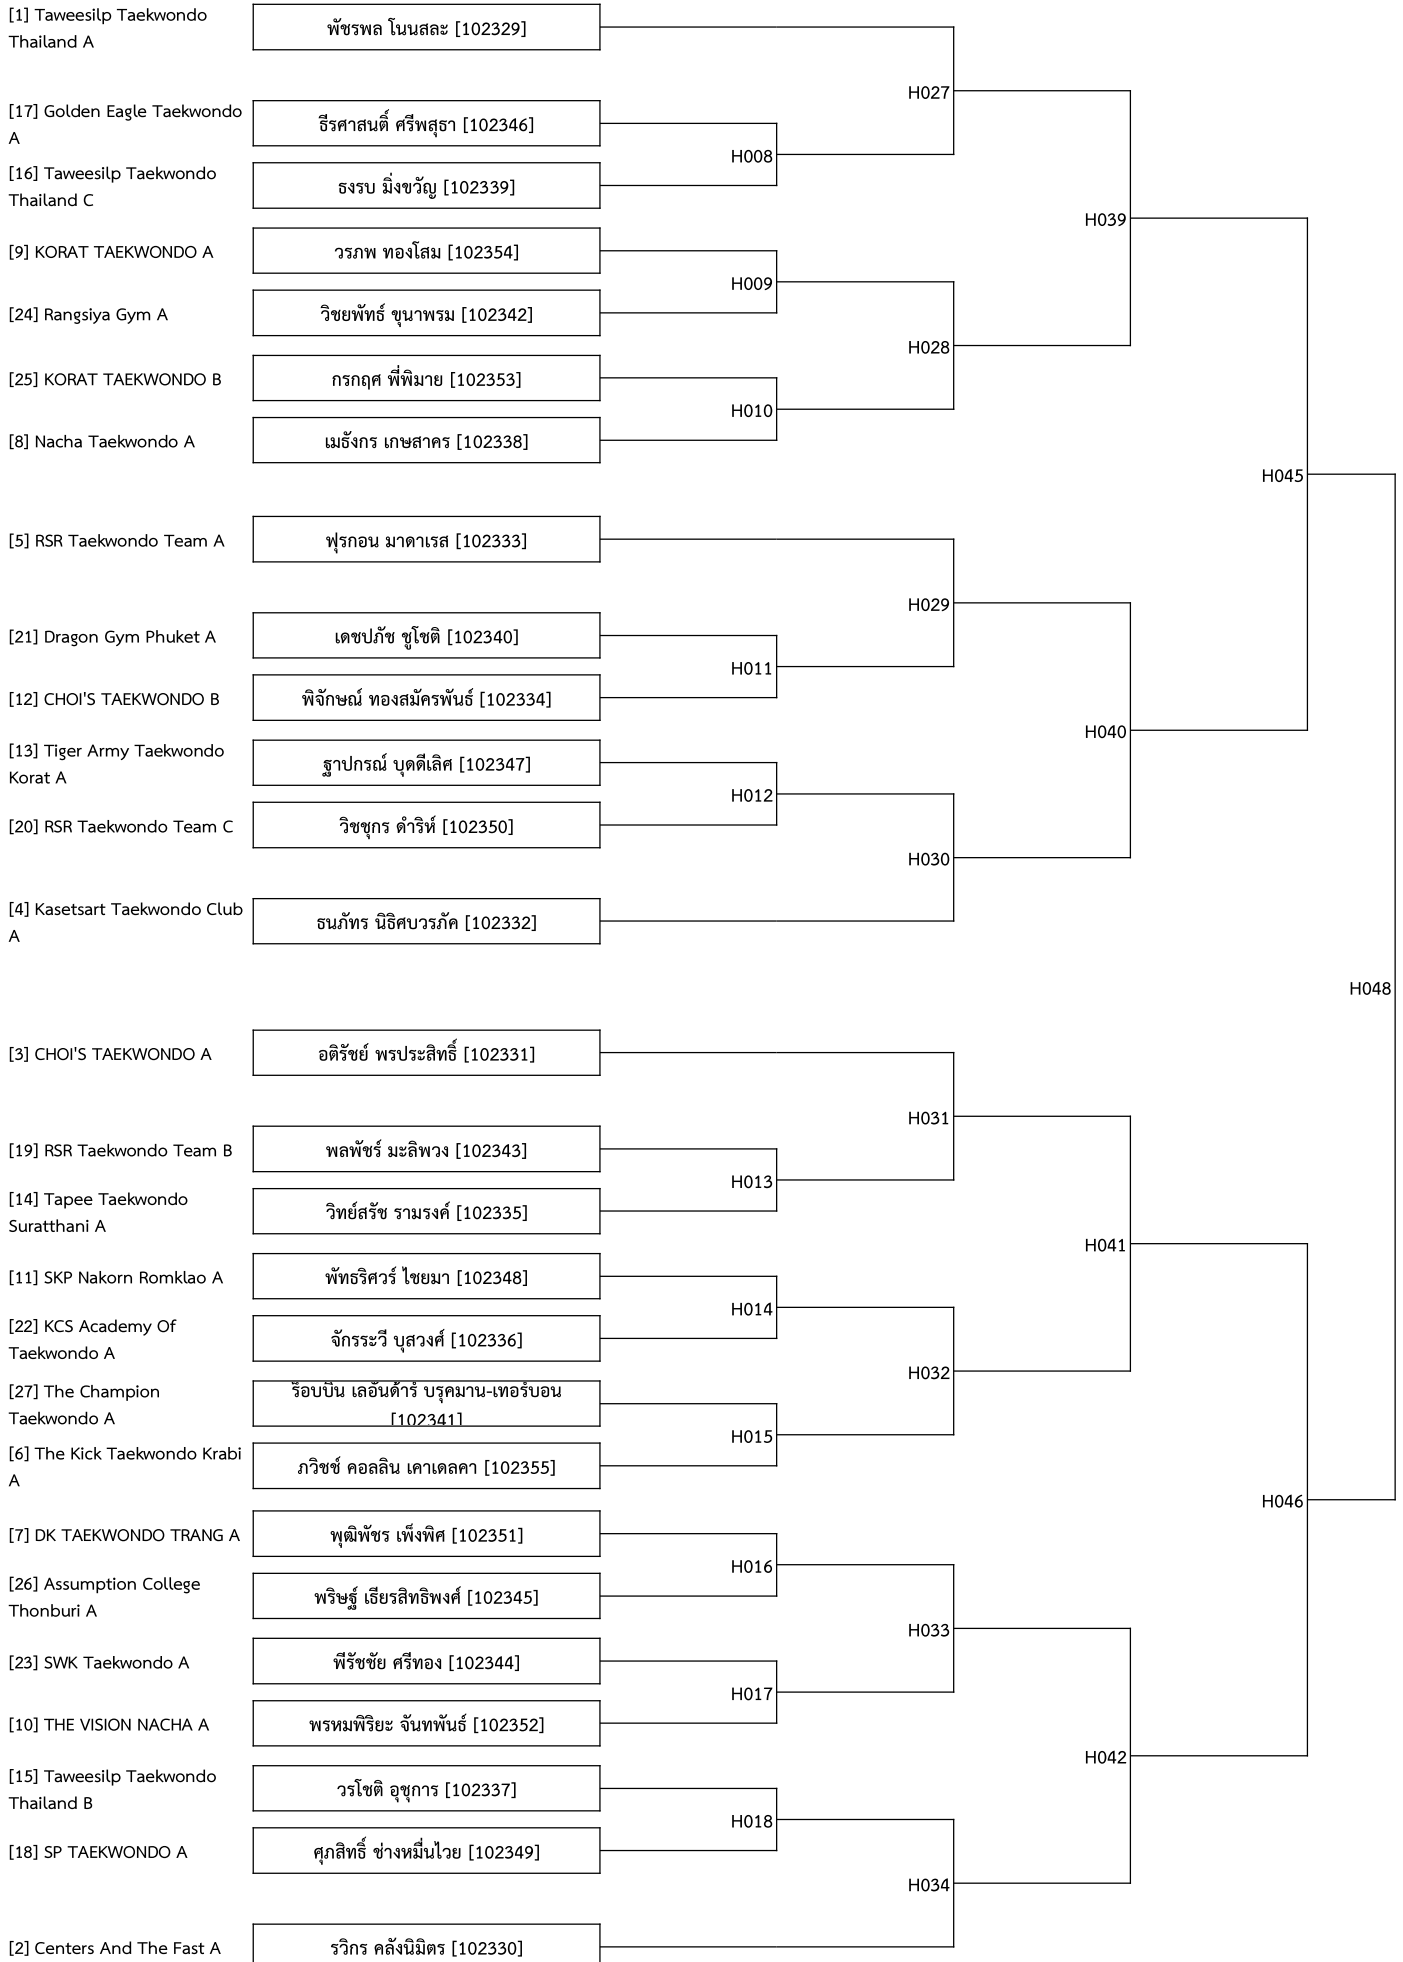 [1] Taweesilp Taekwondo
Thailand A
พัชรพล โนนสละ [102329]
H027
[17] Golden Eagle Taekwondo
A
ธีรศาสนติ์ ศรีพสุธา [102346]
H008
[16] Taweesilp Taekwondo
Thailand C
ธงรบ มิ่งขวัญ [102339]
H039
[9] KORAT TAEKWONDO A
วรภพ ทองโสม [102354]
H009
[24] Rangsiya Gym A
วิชยพัทธ์ ขุนาพรม [102342]
H028
[25] KORAT TAEKWONDO B
กรกฤศ พี่พิมาย [102353]
H010
[8] Nacha Taekwondo A
เมธังกร เกษสาคร [102338]
H045
[5] RSR Taekwondo Team A
ฟุรกอน มาดาเรส [102333]
H029
[21] Dragon Gym Phuket A
เดชปภัช ชูโชติ [102340]
H011
[12] CHOI'S TAEKWONDO B
พิจักษณ์ ทองสมัครพันธ์ [102334]
H040
[13] Tiger Army Taekwondo
Korat A
ฐาปกรณ์ บุดดีเลิศ [102347]
H012
[20] RSR Taekwondo Team C
วิชชุกร ดำริห์ [102350]
H030
[4] Kasetsart Taekwondo Club
A
ธนภัทร นิธิศบวรภัค [102332]
H048
[3] CHOI'S TAEKWONDO A
อติรัชย์ พรประสิทธิ์ [102331]
H031
[19] RSR Taekwondo Team B
พลพัชร์ มะลิพวง [102343]
H013
[14] Tapee Taekwondo
Suratthani A
วิทย์สรัช รามรงค์ [102335]
H041
[11] SKP Nakorn Romklao A
พัทธริศวร์ ไชยมา [102348]
H014
[22] KCS Academy Of
Taekwondo A
จักรระวี บุสวงศ์ [102336]
H032
[27] The Champion
Taekwondo A
ร็อบบิน เลอันด้าร์ บรุคมาน-เทอร์บอน
[102341]
H015
[6] The Kick Taekwondo Krabi
A
ภวิชช์ คอลลิน เคาเดลคา [102355]
H046
[7] DK TAEKWONDO TRANG A
พุฒิพัชร เพ็งพิศ [102351]
H016
[26] Assumption College
Thonburi A
พริษฐ์ เธียรสิทธิพงศ์ [102345]
H033
[23] SWK Taekwondo A
พีรัชชัย ศรีทอง [102344]
H017
[10] THE VISION NACHA A
พรหมพิริยะ จันทพันธ์ [102352]
H042
[15] Taweesilp Taekwondo
Thailand B
วรโชติ อุชุการ [102337]
H018
[18] SP TAEKWONDO A
ศุภสิทธิ์ ช่างหมื่นไวย [102349]
H034
[2] Centers And The Fast A
รวิกร คลังนิมิตร [102330]